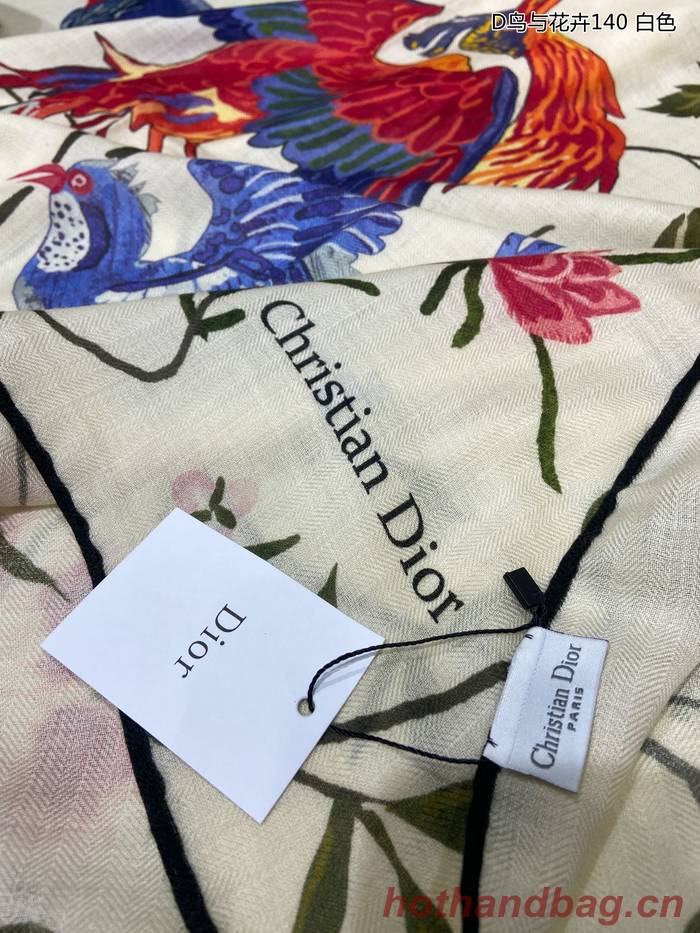 D鸟与花卉140 白色
Christian Dior
Dior
Christian Dior
PARIS
hothandbag.cn